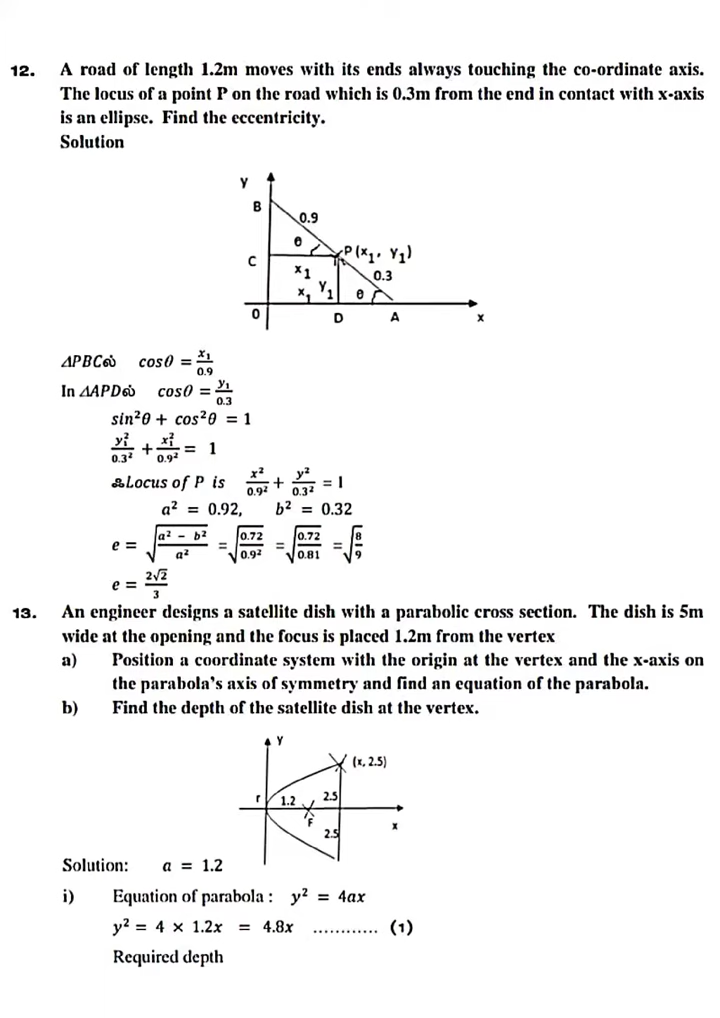 12. A road of length 1.2m moves with its ends always touching the co-ordinate axis.
The locus of a point P on the road which is 0.3m from the end in contact with x-axis
is an ellipse. Find the eccentricity.
Solution
Y
B
0.9
θ
P(x₁, Y₁)
C
x₁
0.3
x₁
Y₁
θ
0
D
A
x
ΔPBCல் cosθ = x₁/0.9
In ΔAPDல் cosθ = y₁/0.3
sin²θ + cos²θ = 1
y₁²/0.3² + x₁²/0.9² = 1
&Locus of P is x²/0.9² + y²/0.3² = 1
a² = 0.92, b² = 0.32
e = √((a² − b²)/a²) = √(0.72/0.9²) = √(0.72/0.81) = √(8/9)
e = 2√2/3
13. An engineer designs a satellite dish with a parabolic cross section. The dish is 5m
wide at the opening and the focus is placed 1.2m from the vertex
a) Position a coordinate system with the origin at the vertex and the x-axis on
the parabola's axis of symmetry and find an equation of the parabola.
b) Find the depth of the satellite dish at the vertex.
Y
(x, 2.5)
r
1.2
2.5
F
x
2.5
Solution: a = 1.2
i) Equation of parabola : y² = 4ax
y² = 4 × 1.2x = 4.8x ............ (1)
Required depth